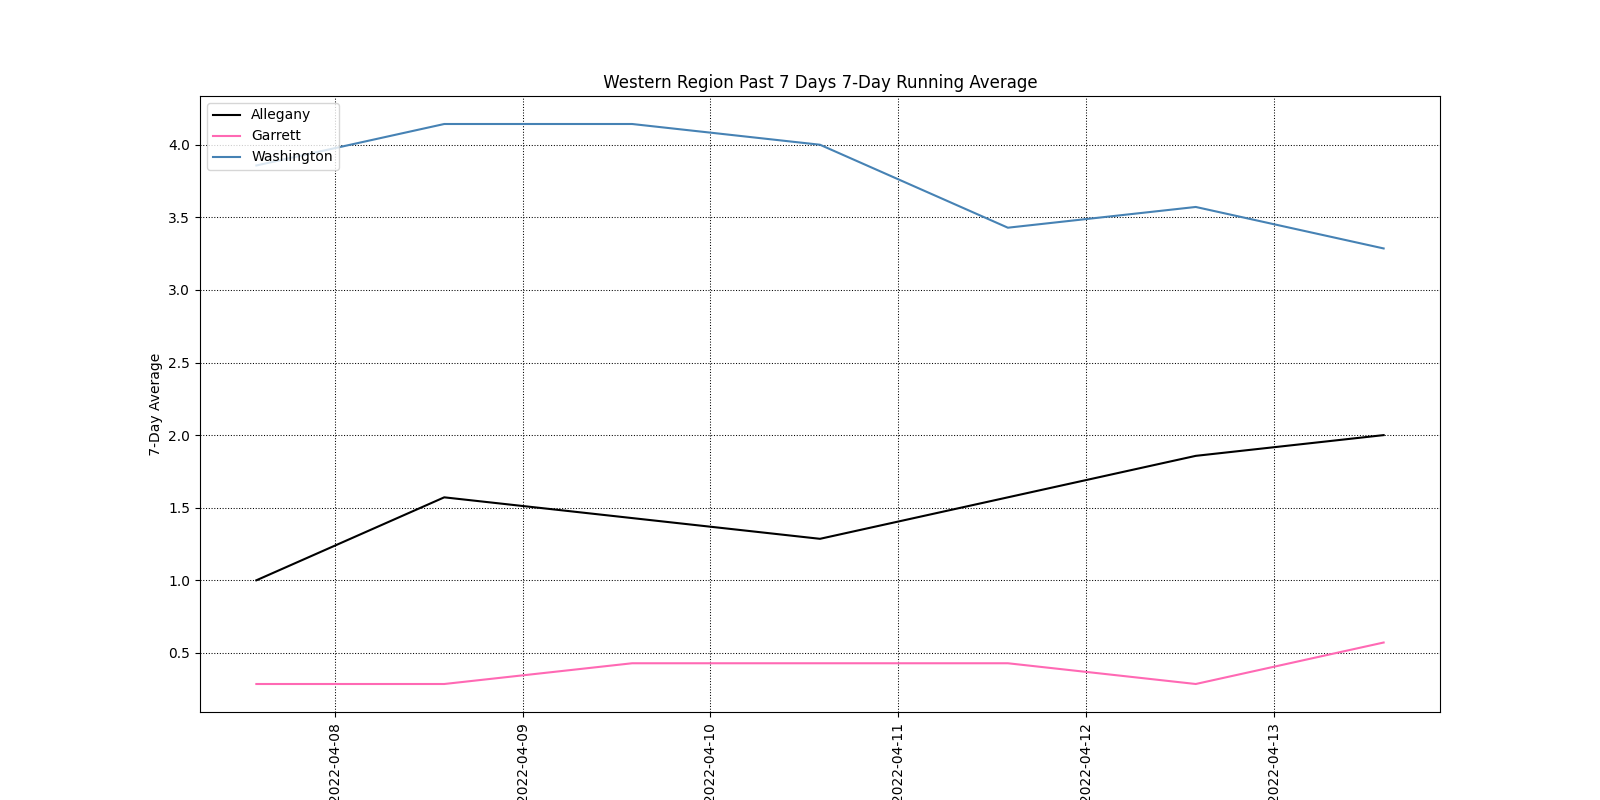 Western Region Past 7 Days 7-Day Running Average
Allegany
Garrett
Washington
7-Day Average
4.0
3.5
3.0
2.5
2.0
1.5
1.0
0.5
2022-04-08
2022-04-09
2022-04-10
2022-04-11
2022-04-12
2022-04-13